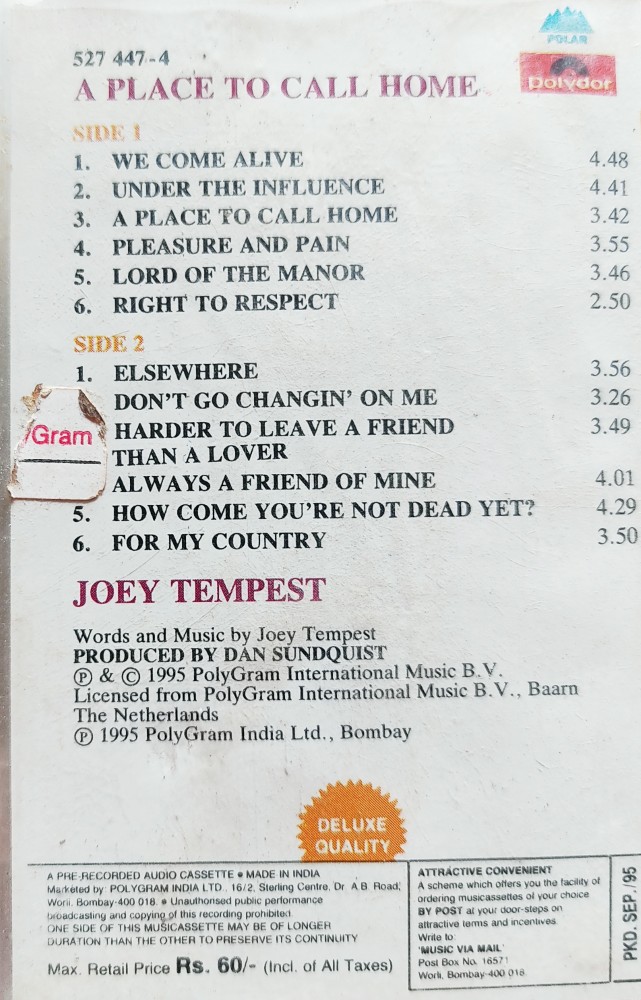 527 447-4
POLAR
polydor
A PLACE TO CALL HOME
SIDE 1
1. WE COME ALIVE 4.48
2. UNDER THE INFLUENCE 4.41
3. A PLACE TO CALL HOME 3.42
4. PLEASURE AND PAIN 3.55
5. LORD OF THE MANOR 3.46
6. RIGHT TO RESPECT 2.50
SIDE 2
1. ELSEWHERE 3.56
DON'T GO CHANGIN' ON ME 3.26
/Gram
HARDER TO LEAVE A FRIEND 3.49
THAN A LOVER
ALWAYS A FRIEND OF MINE 4.01
5. HOW COME YOU'RE NOT DEAD YET? 4.29
6. FOR MY COUNTRY 3.50
JOEY TEMPEST
Words and Music by Joey Tempest
PRODUCED BY DAN SUNDQUIST
Ⓟ & © 1995 PolyGram International Music B.V.
Licensed from PolyGram International Music B.V., Baarn
The Netherlands
Ⓟ 1995 PolyGram India Ltd., Bombay
DELUXE
QUALITY
A PRE-RECORDED AUDIO CASSETTE ● MADE IN INDIA
Marketed by: POLYGRAM INDIA LTD., 16/2, Sterling Centre, Dr. A.B. Road,
Worli, Bombay-400 018. ● Unauthorised public performance
broadcasting and copying of this recording prohibited.
ONE SIDE OF THIS MUSICASSETTE MAY BE OF LONGER
DURATION THAN THE OTHER TO PRESERVE ITS CONTINUITY
Max. Retail Price Rs. 60/- (Incl. of All Taxes)
ATTRACTIVE CONVENIENT
A scheme which offers you the facility of
ordering musicassettes of your choice
BY POST at your door-steps on
attractive terms and incentives.
Write to:
'MUSIC VIA MAIL'
Post Box No. 16571
Worli, Bombay-400 018
PKD. SEP./95